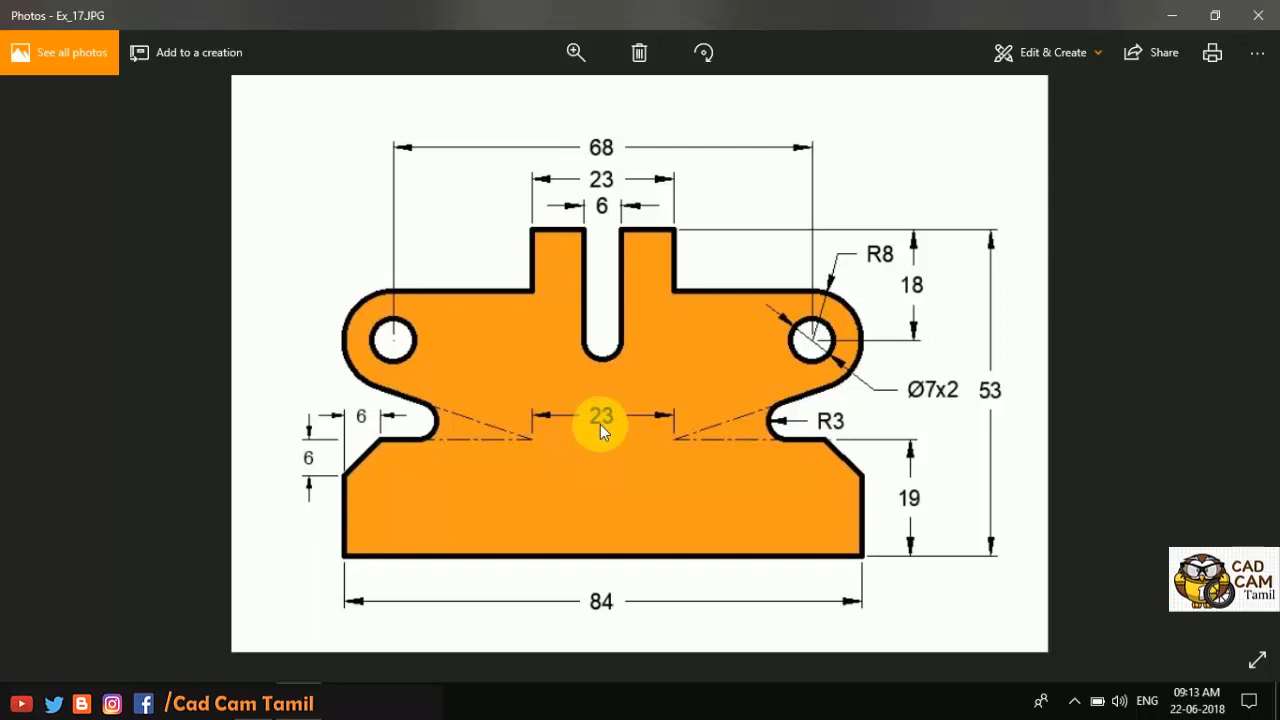 Photos - Ex_17.JPG
See all photos
Add to a creation
Edit & Create
Share
68
23
6
R8
18
Ø7x2
53
23
6
R3
6
19
84
CAD
CAM
Tamil
/Cad Cam Tamil
ENG
09:13 AM
22-06-2018